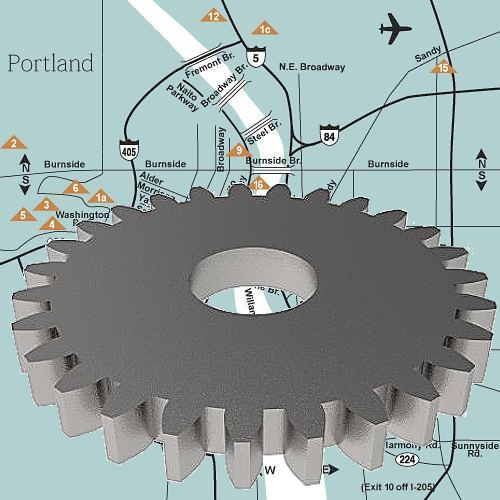 12
1c
5
Sandy
Portland
Fremont Br.
N.E. Broadway
15
Broadway Br.
Naito
Parkway
Steel Br.
84
2
405
Broadway
9
N
S
Burnside
Burnside
Burnside Br.
Burnside
N
S
Alder
16
6
1a
3
5
Washington
4
Harmony Rd.
Sunnyside
Rd.
224
W
E
(Exit 10 off I-205)